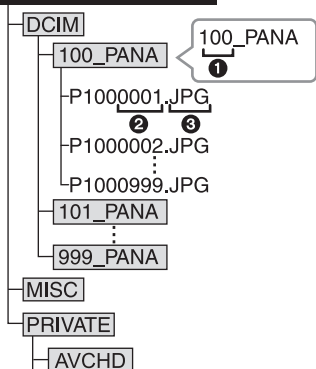 DCIM
100_PANA
100_PANA
❶
P1000001.JPG
❷ ❸
P1000002.JPG
P1000999.JPG
101_PANA
999_PANA
MISC
PRIVATE
AVCHD